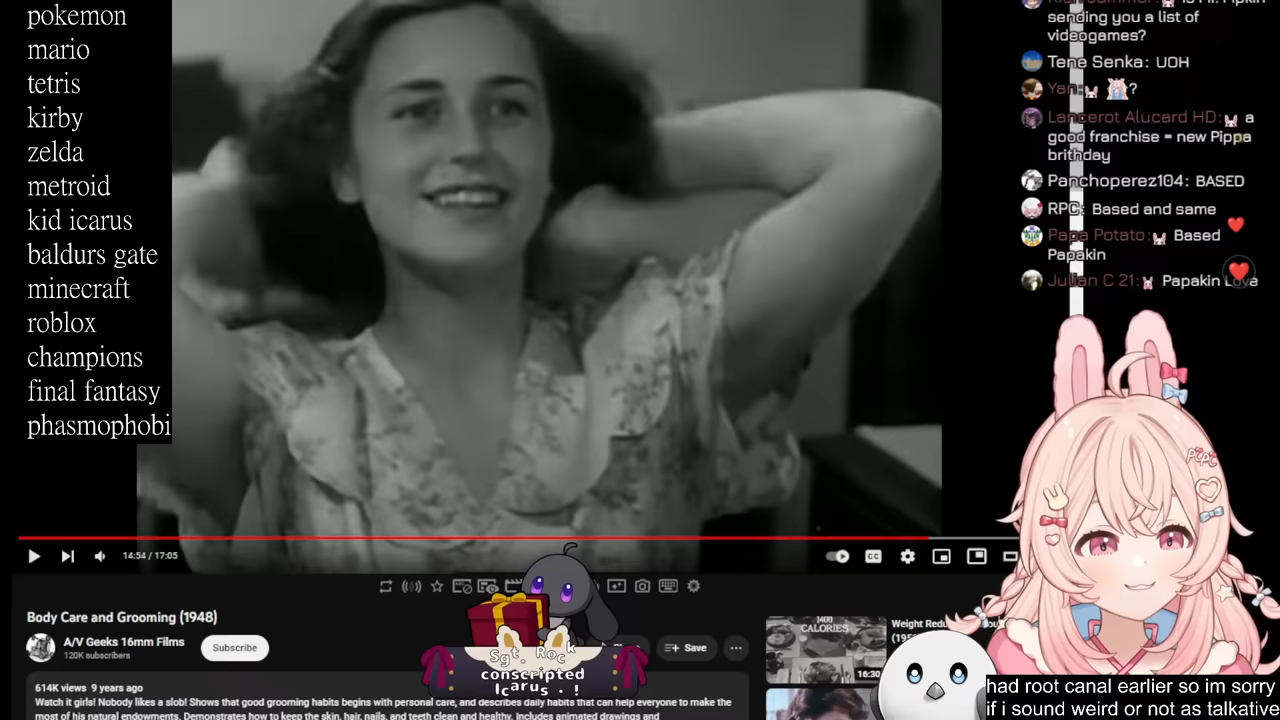 pokemon
mario
tetris
kirby
zelda
metroid
kid icarus
baldurs gate
minecraft
roblox
champions
final fantasy
phasmophobi
sending you a list of
videogames?
Tene Senka: UOH
Yan: ?
Lancerot Alucard HD: a
good franchise = new Pippa
brithday
Panchoperez104: BASED
RPC: Based and same
Papa Potato: Based
Papakin
Julian C 21: Papakin Love
14:54 / 17:05
Body Care and Grooming (1948)
A/V Geeks 16mm Films
120K subscribers
Subscribe
Save
614K views 9 years ago
Watch it girls! Nobody likes a slob! Shows that good grooming habits begins with personal care, and describes daily habits that can help everyone to make the
most of his natural endowments. Demonstrates how to keep the skin, hair, nails, and teeth clean and healthy. Includes animated drawings and
Sgt. Rock
conscripted
Icarus . !
1400
CALORIES
16:30
Weight
PiPi
had root canal earlier so im sorry
if i sound weird or not as talkative